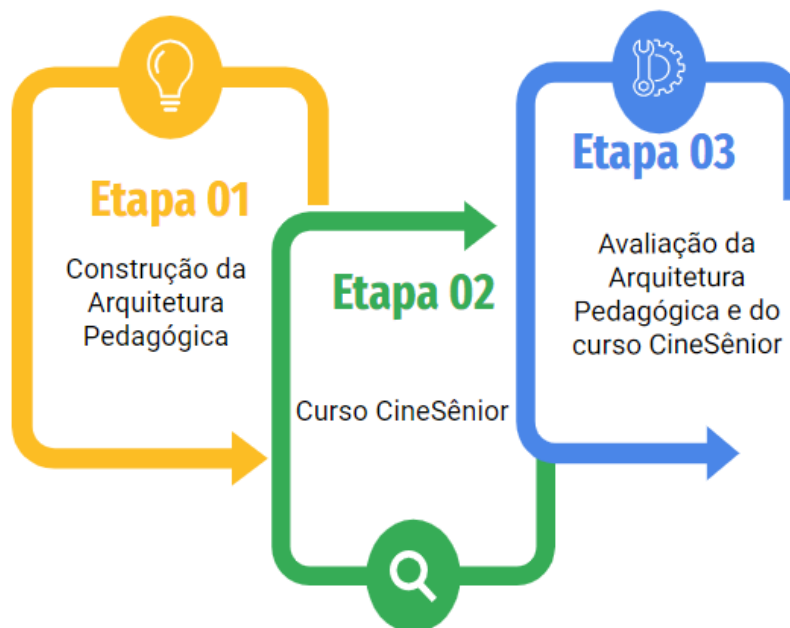 Etapa 01
Construção da
Arquitetura
Pedagógica
Etapa 02
Curso CineSênior
Etapa 03
Avaliação da
Arquitetura
Pedagógica e do
curso CineSênior